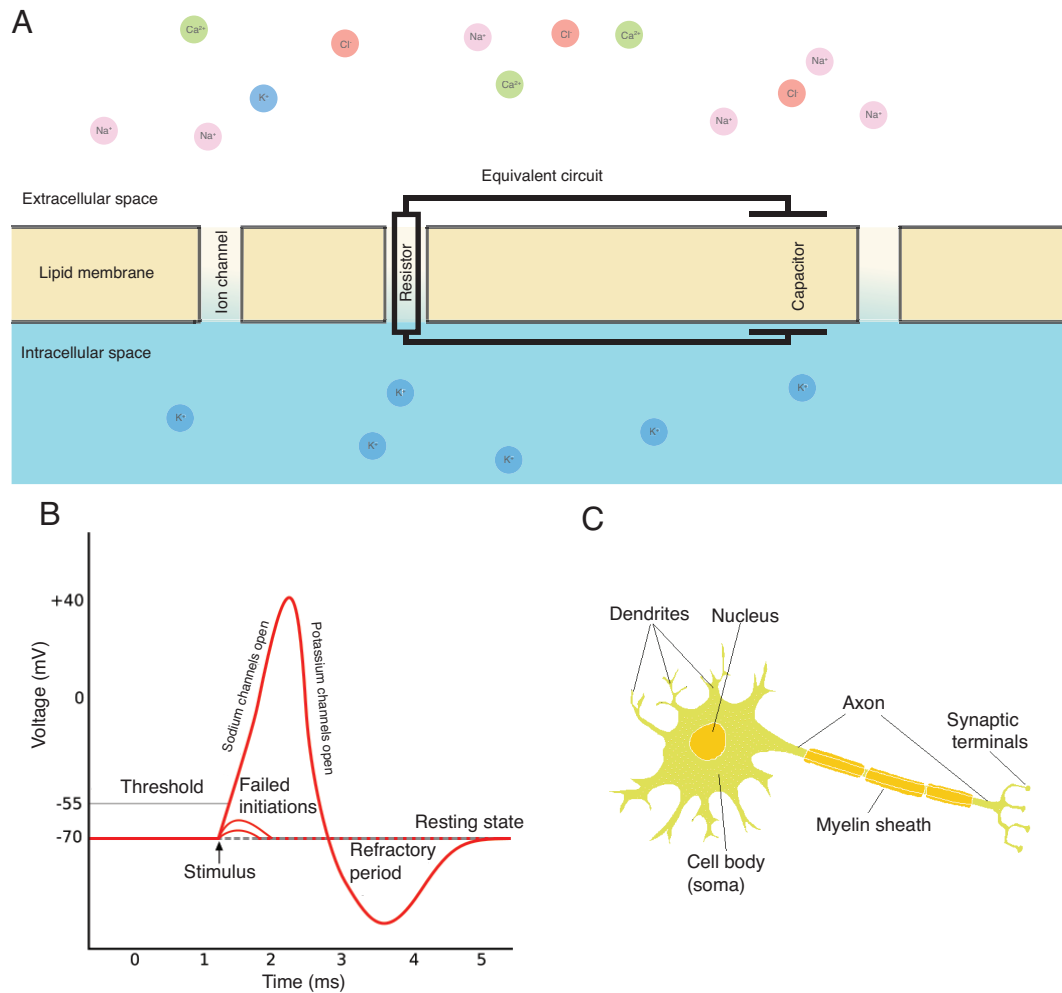 A
Ca²⁺
Cl⁻
Na⁺
Cl⁻
Ca²⁺
Na⁺
K⁺
Ca²⁺
Cl⁻
Na⁺
Na⁺
Na⁺
Na⁺
Equivalent circuit
Extracellular space
Lipid membrane
Ion channel
Resistor
Capacitor
Intracellular space
K⁺
K⁺
K⁺
K⁺
K⁺
K⁺
B
Voltage (mV)
+40
0
-55
-70
Sodium channels open
Potassium channels open
Threshold
Failed
initiations
Resting state
Stimulus
Refractory
period
0 1 2 3 4 5
Time (ms)
C
Dendrites
Nucleus
Axon
Synaptic
terminals
Myelin sheath
Cell body
(soma)